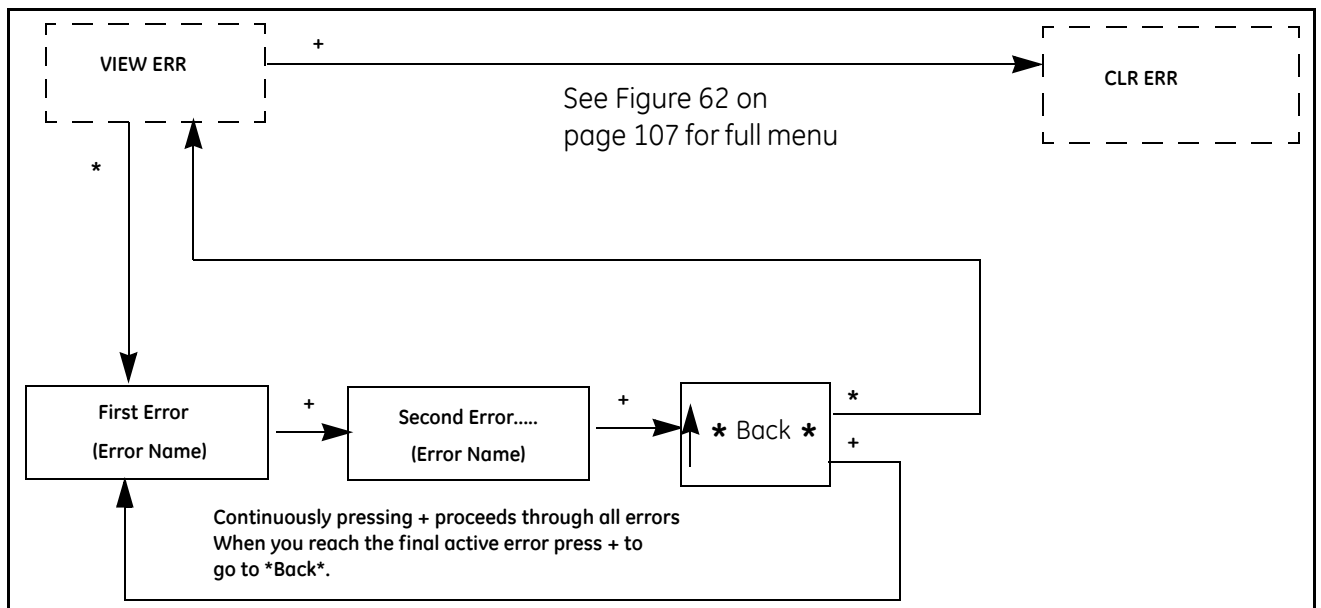 VIEW ERR
+
CLR ERR
See Figure 62 on
page 107 for full menu
*
First Error
(Error Name)
+
Second Error.....
(Error Name)
+
* Back *
*
+
Continuously pressing + proceeds through all errors
When you reach the final active error press + to
go to *Back*.